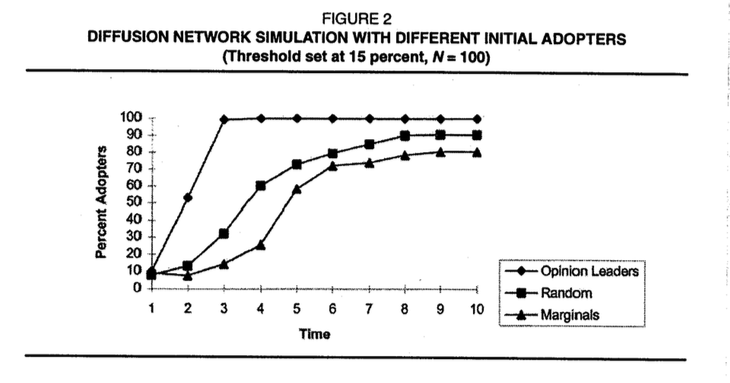 FIGURE 2
DIFFUSION NETWORK SIMULATION WITH DIFFERENT INITIAL ADOPTERS
(Threshold set at 15 percent, N = 100)
Percent Adopters
100
90
80
70
60
50
40
30
20
10
0
1 2 3 4 5 6 7 8 9 10
Time
Opinion Leaders
Random
Marginals